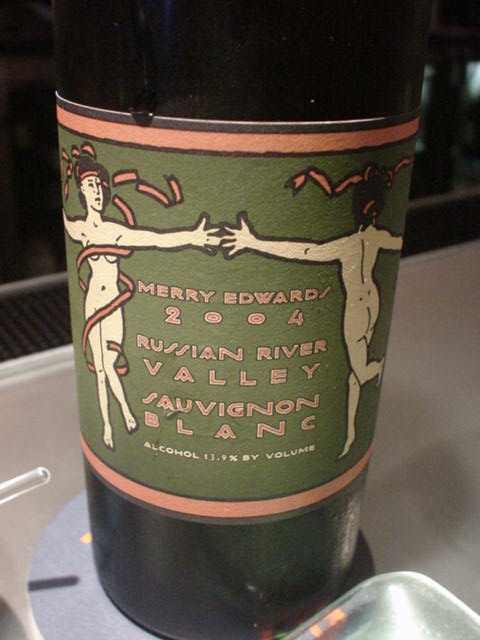 MERRY EDWARDS
2004
RUSSIAN RIVER
VALLEY
SAUVIGNON
BLANC
ALCOHOL 13.9% BY VOLUME